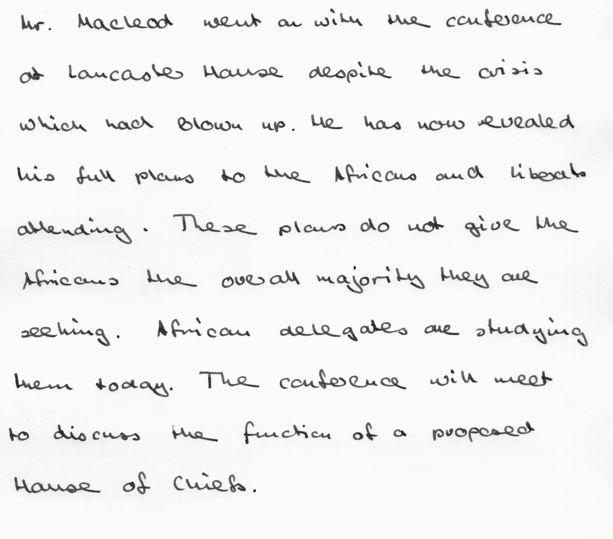 Mr. Macleod went on with the conference
at Lancaster House despite the crisis
which had blown up. He has now revealed
his full plans to the Africans and liberals
attending. These plans do not give the
Africans the overall majority they are
seeking. African delegates are studying
them today. The conference will meet
to discuss the function of a proposed
House of Chiefs.